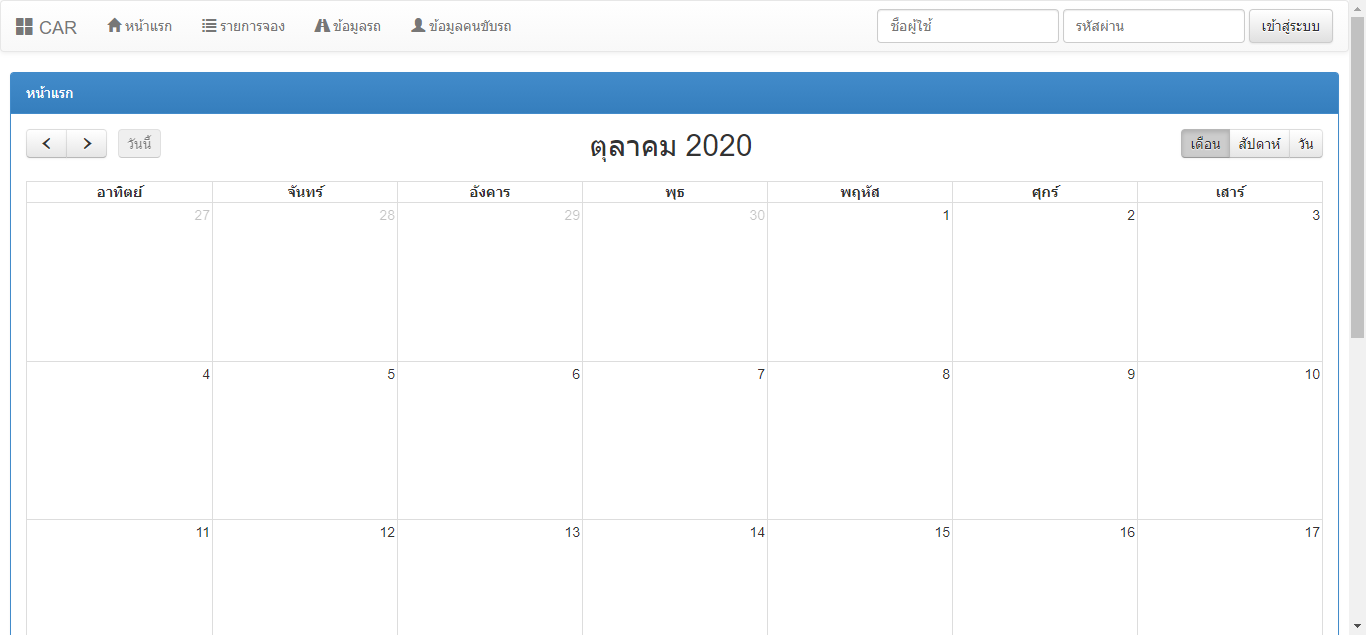 CAR หน้าแรก รายการจอง ข้อมูลรถ ข้อมูลคนขับรถ ชื่อผู้ใช้ รหัสผ่าน เข้าสู่ระบบ
หน้าแรก
วันนี้ ตุลาคม 2020 เดือน สัปดาห์ วัน
อาทิตย์ จันทร์ อังคาร พุธ พฤหัส ศุกร์ เสาร์
27 28 29 30 1 2 3
4 5 6 7 8 9 10
11 12 13 14 15 16 17